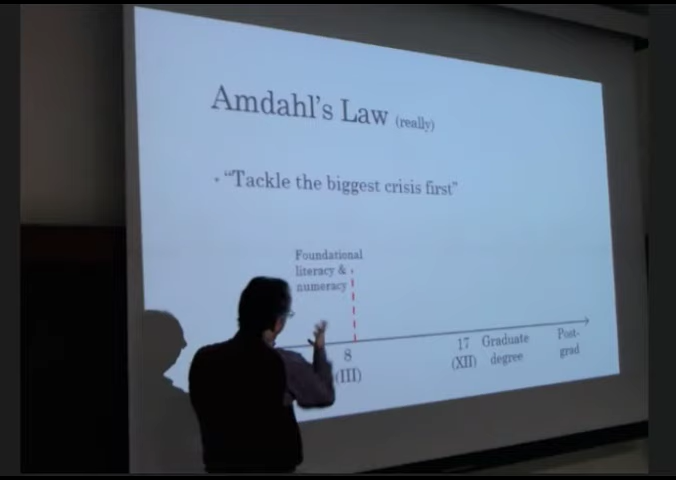 Amdahl's Law (really)
• "Tackle the biggest crisis first"
Foundational
literacy &
numeracy
8
(III)
17
(XII)
Graduate
degree
Post-
grad